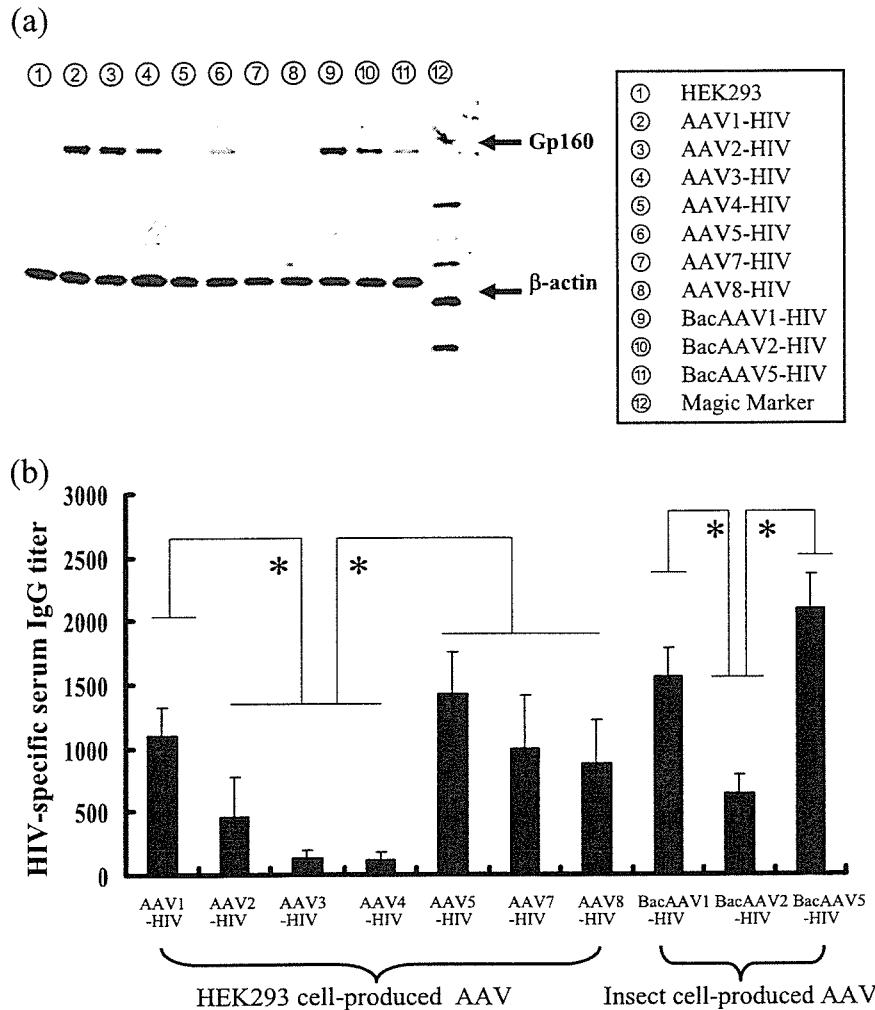 (a)
① ② ③ ④ ⑤ ⑥ ⑦ ⑧ ⑨ ⑩ ⑪ ⑫
Gp160
β-actin
① HEK293
② AAV1-HIV
③ AAV2-HIV
④ AAV3-HIV
⑤ AAV4-HIV
⑥ AAV5-HIV
⑦ AAV7-HIV
⑧ AAV8-HIV
⑨ BacAAV1-HIV
⑩ BacAAV2-HIV
⑪ BacAAV5-HIV
⑫ Magic Marker
(b)
HIV-specific serum IgG titer
3000
2500
2000
1500
1000
500
0
* * * *
AAV1 AAV2 AAV3 AAV4 AAV5 AAV7 AAV8 BacAAV1 BacAAV2 BacAAV5
-HIV -HIV -HIV -HIV -HIV -HIV -HIV -HIV -HIV -HIV
HEK293 cell-produced AAV Insect cell-produced AAV